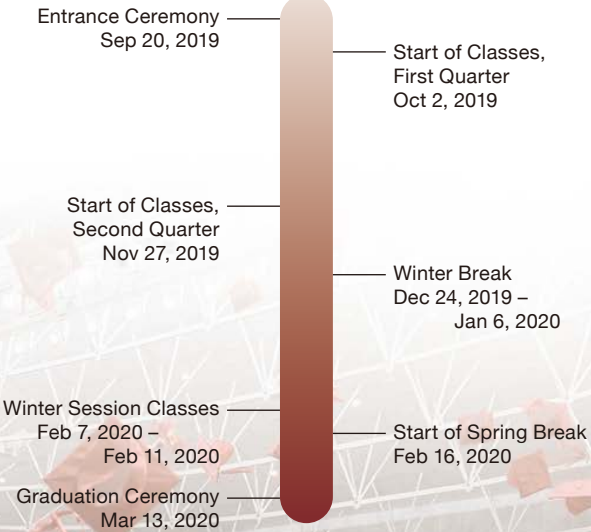 Entrance Ceremony
Sep 20, 2019
Start of Classes,
First Quarter
Oct 2, 2019
Start of Classes,
Second Quarter
Nov 27, 2019
Winter Break
Dec 24, 2019 –
Jan 6, 2020
Winter Session Classes
Feb 7, 2020 –
Feb 11, 2020
Start of Spring Break
Feb 16, 2020
Graduation Ceremony
Mar 13, 2020